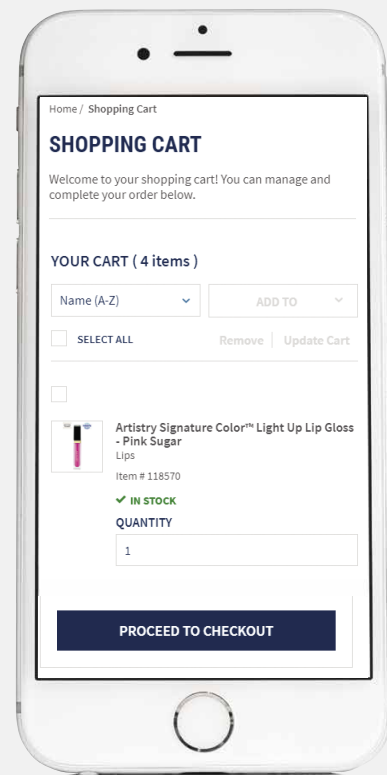 Home / Shopping Cart
SHOPPING CART
Welcome to your shopping cart! You can manage and
complete your order below.
YOUR CART ( 4 items )
Name (A-Z)
ADD TO
SELECT ALL
Remove
Update Cart
Artistry Signature Color™ Light Up Lip Gloss
- Pink Sugar
Lips
Item # 118570
IN STOCK
QUANTITY
1
PROCEED TO CHECKOUT